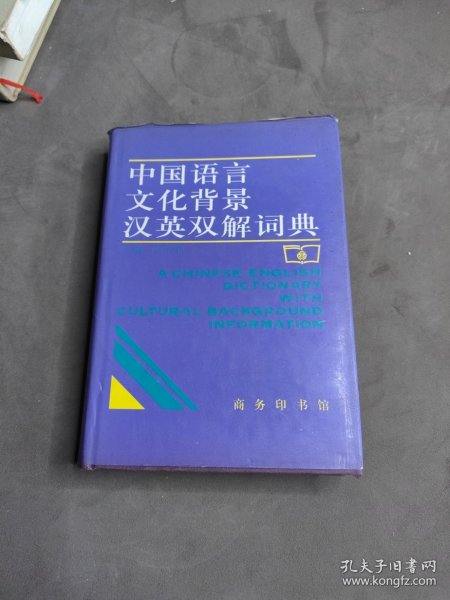 中国语言
文化背景
汉英双解词典
A CHINESE-ENGLISH
DICTIONARY
WITH
CULTURAL BACKGROUND
INFORMATION
商务印书馆
孔夫子旧书网
www.kongfz.com